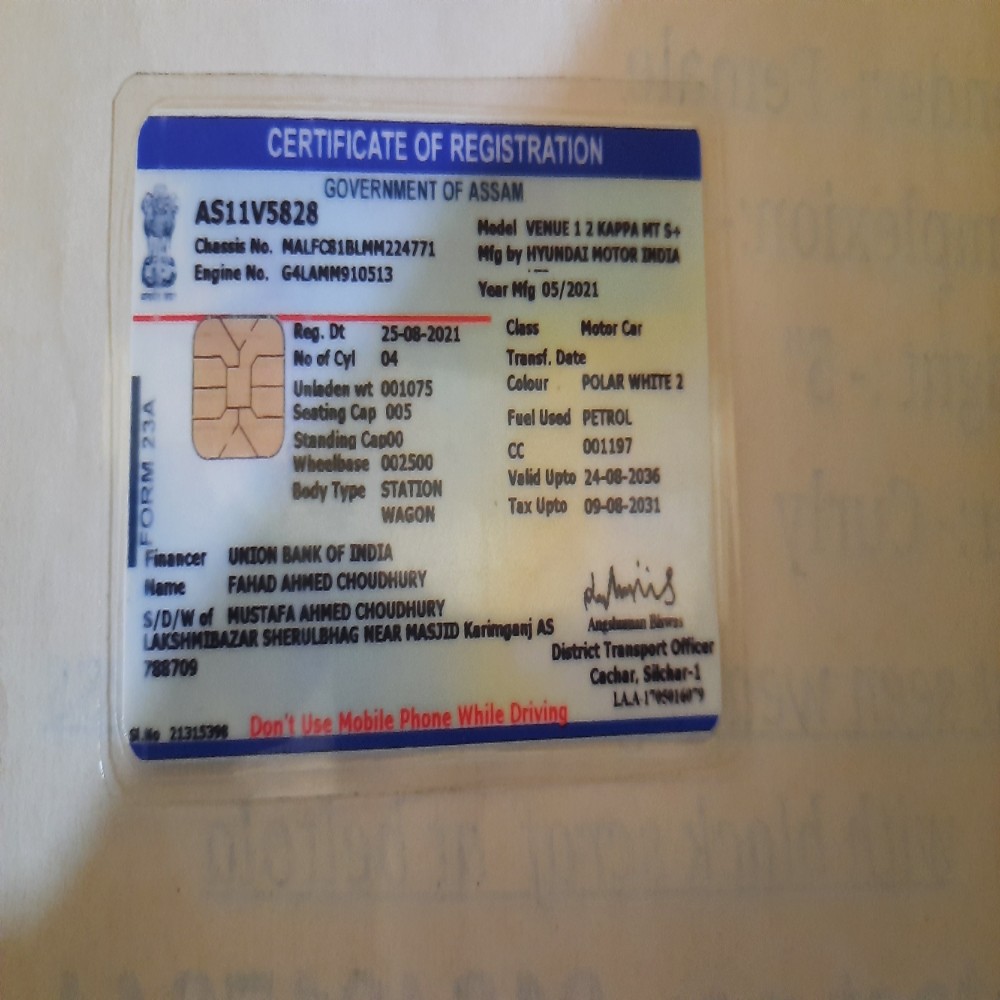 CERTIFICATE OF REGISTRATION
GOVERNMENT OF ASSAM
AS11V5828
Chassis No. MALFC81BLMM224771
Engine No. G4LAMM910513
Model VENUE 1 2 KAPPA MT S+
Mfg by HYUNDAI MOTOR INDIA
Year Mfg 05/2021
Reg. Dt 25-08-2021
No of Cyl 04
Unladen wt 001075
Seating Cap 005
Standing Cap00
Wheelbase 002500
Body Type STATION
WAGON
Class Motor Car
Transf. Date
Colour POLAR WHITE 2
Fuel Used PETROL
CC 001197
Valid Upto 24-08-2036
Tax Upto 09-08-2031
FORM 23A
Financer UNION BANK OF INDIA
Name FAHAD AHMED CHOUDHURY
S/D/W of MUSTAFA AHMED CHOUDHURY
LAKSHMIBAZAR SHERULBHAG NEAR MASJID Karimganj AS
788709
Angshuman Biswas
District Transport Officer
Cachar, Silchar-1
Sl.No 21315398
Don't Use Mobile Phone While Driving